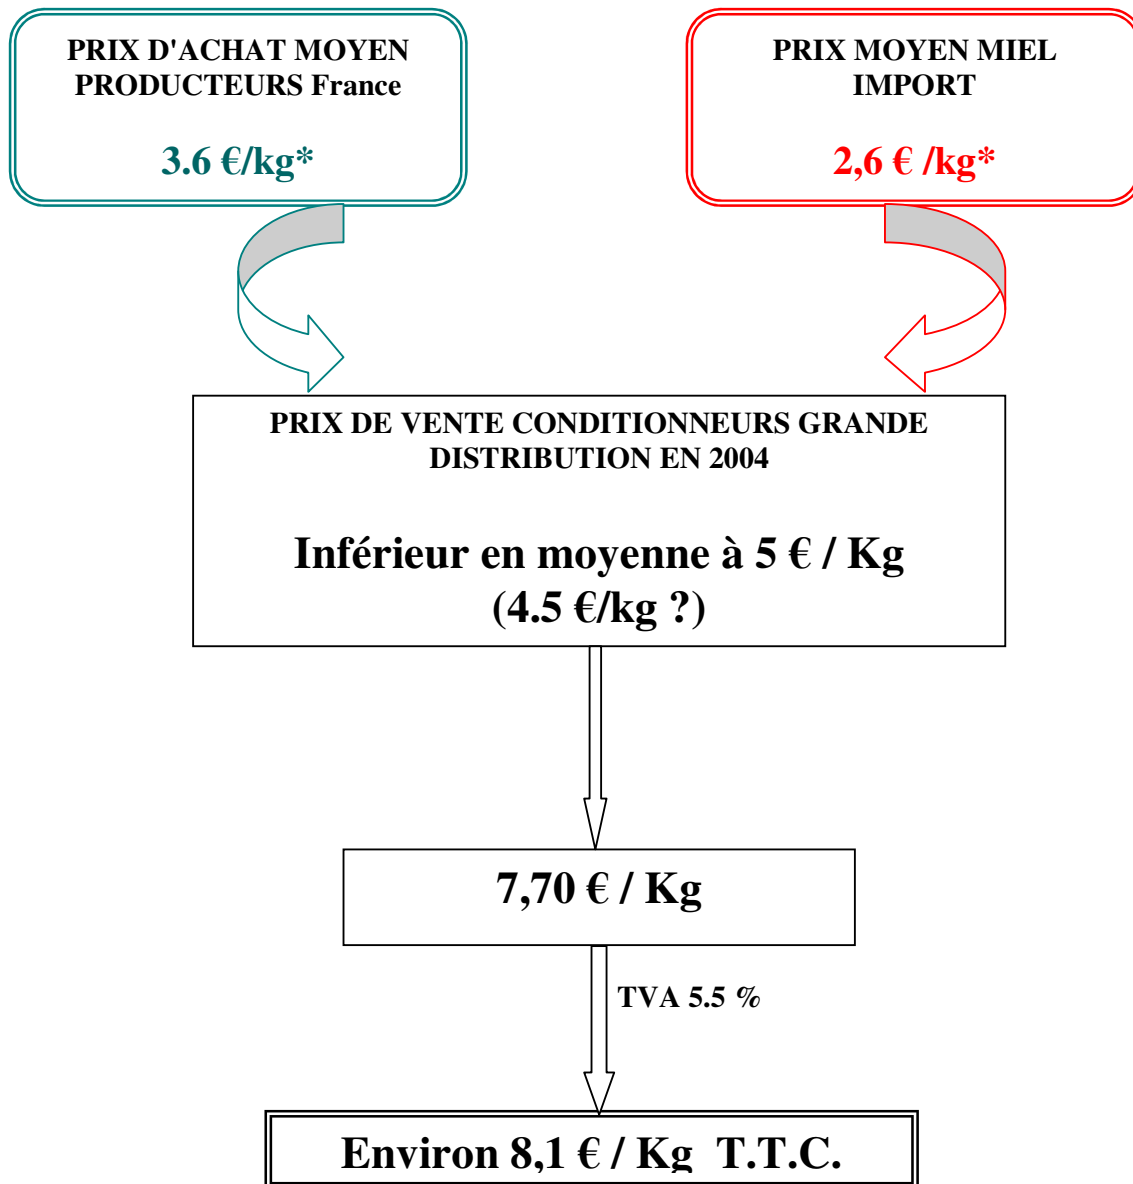 PRIX D'ACHAT MOYEN
PRODUCTEURS France
3.6 €/kg*
PRIX MOYEN MIEL
IMPORT
2,6 € /kg*
PRIX DE VENTE CONDITIONNEURS GRANDE
DISTRIBUTION EN 2004
Inférieur en moyenne à 5 € / Kg
(4.5 €/kg ?)
7,70 € / Kg
TVA 5.5 %
Environ 8,1 € / Kg T.T.C.